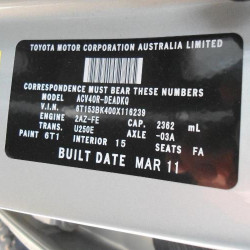 TOYOTA MOTOR CORPORATION AUSTRALIA LIMITED
CORRESPONDENCE MUST BEAR THESE NUMBERS
MODEL ACV40R-DEADKQ
V.I.N. 6T153BK400X116239
ENGINE 2AZ-FE CAP. 2362 mL
TRANS. U250E AXLE -03A
PAINT 6T1 INTERIOR 15 SEATS FA
BUILT DATE MAR 11